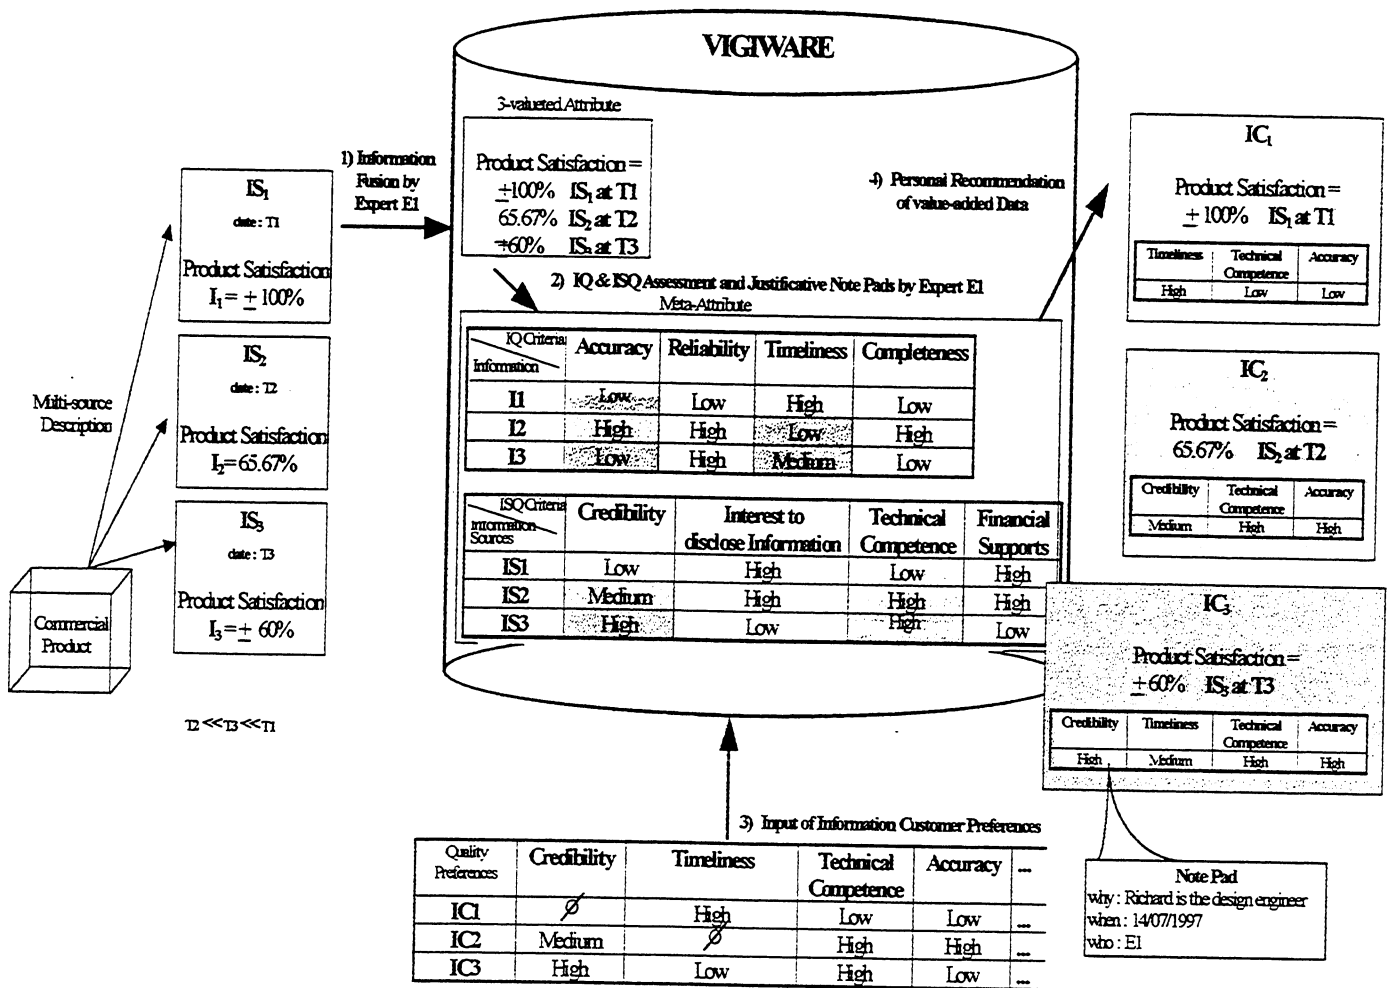 VIGIWARE
3-valueted Attribute
Product Satisfaction =
±100% IS1 at T1
65.67% IS2 at T2
±60% IS3 at T3
1) Information
Fusion by
Expert E1
IS1
date : T1
Product Satisfaction
I1 = ± 100%
IS2
date : T2
Product Satisfaction
I2=65.67%
IS3
date : T3
Product Satisfaction
I3 = ± 60%
Multi-source
Description
Commercial
Product
T2 <<T3 <<T1
2) IQ & ISQ Assessment and Justificative Note Pads by Expert E1
Meta-Attribute
IQ Criteria
Information
Accuracy Reliability Timeliness Completeness
I1 Low Low High Low
I2 High High Low High
I3 Low High Medium Low
ISQ Criteria
Information
Sources
Credibility Interest to disclose Information Technical Competence Financial Supports
IS1 Low High Low High
IS2 Medium High High High
IS3 High Low High Low
4) Personal Recommendation
of value-added Data
IC1
Product Satisfaction =
± 100% IS1 at T1
Timeliness Technical Competence Accuracy
High Low Low
IC2
Product Satisfaction =
65.67% IS2 at T2
Credibility Technical Competence Accuracy
Medium High High
IC3
Product Satisfaction =
±60% IS3 at T3
Credibility Timeliness Technical Competence Accuracy
High Medium High High
Note Pad
why : Richard is the design engineer
when : 14/07/1997
who : E1
3) Input of Information Customer Preferences
Quality
Preferences
Credibility Timeliness Technical Competence Accuracy ...
IC1 ∅ High Low Low ...
IC2 Medium ∅ High High ...
IC3 High Low High Low ...